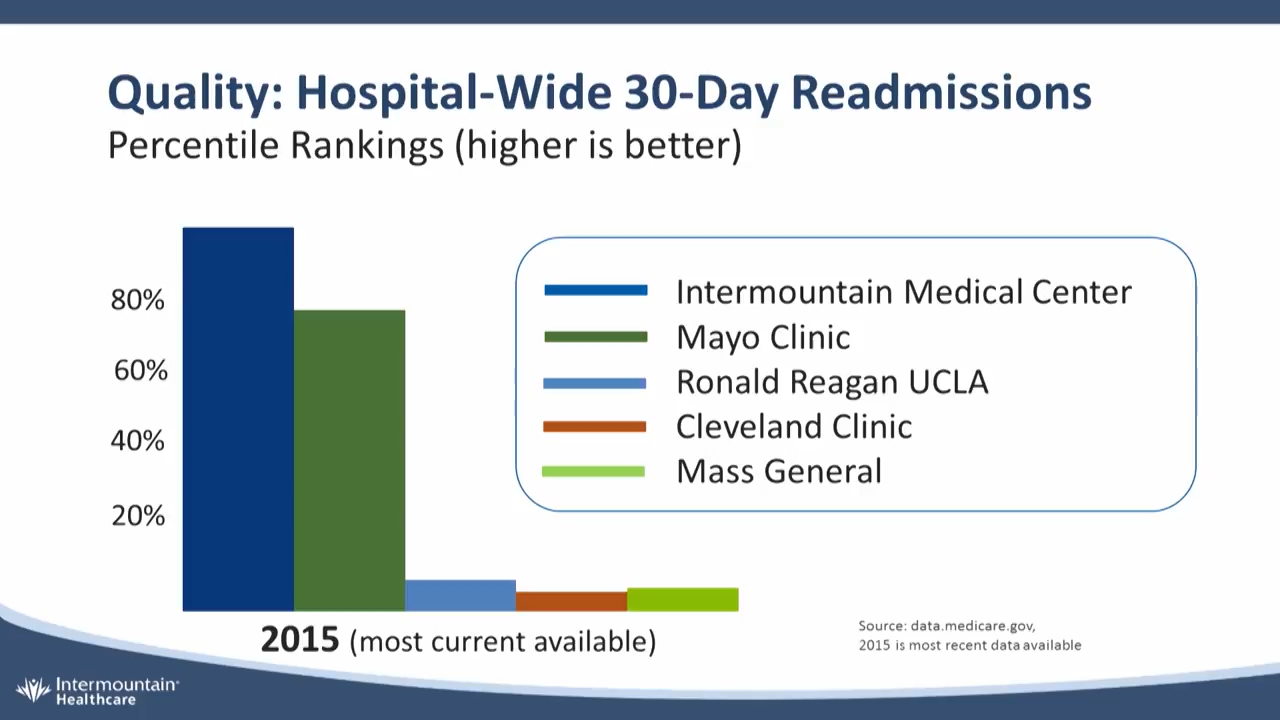 Quality: Hospital-Wide 30-Day Readmissions
Percentile Rankings (higher is better)
80%
60%
40%
20%
Intermountain Medical Center
Mayo Clinic
Ronald Reagan UCLA
Cleveland Clinic
Mass General
2015 (most current available)
Source: data.medicare.gov,
2015 is most recent data available
Intermountain
Healthcare